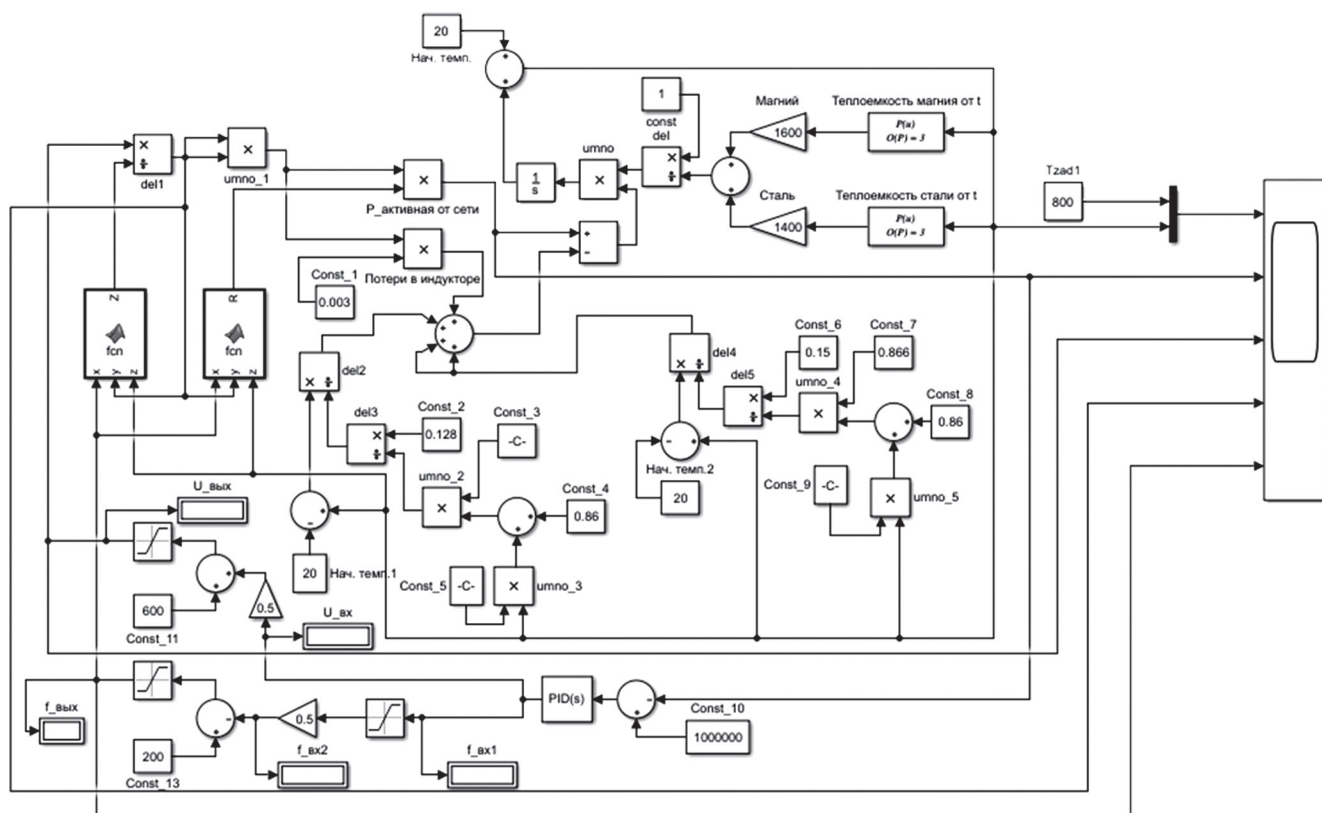 20
Нач. темп.
1
const
del
Магний
1600
Теплоемкость магния от t
P(u)
O(P) = 3
umno
×
÷
del1
×
umno_1
×
P_активная от сети
1
s
×
×
÷
Сталь
1400
Теплоемкость стали от t
P(u)
O(P) = 3
Tzad1
800
×
Потери в индукторе
+
−
Const_1
0.003
Z
fcn
x y z
R
fcn
x y z
× ÷
del2
× ÷
del4
Const_6
0.15
Const_7
0.866
del5
×
÷
umno_4
×
Const_8
0.86
del3
×
÷
Const_2
0.128
Const_3
-C-
Нач. темп.2
20
Const_9
-C-
×
umno_5
umno_2
×
Const_4
0.86
U_вых
20
Нач. темп.1
Const_5
-C-
×
umno_3
600
Const_11
0.5
U_вх
f_вых
200
Const_13
0.5
f_вх2
f_вх1
PID(s)
Const_10
1000000